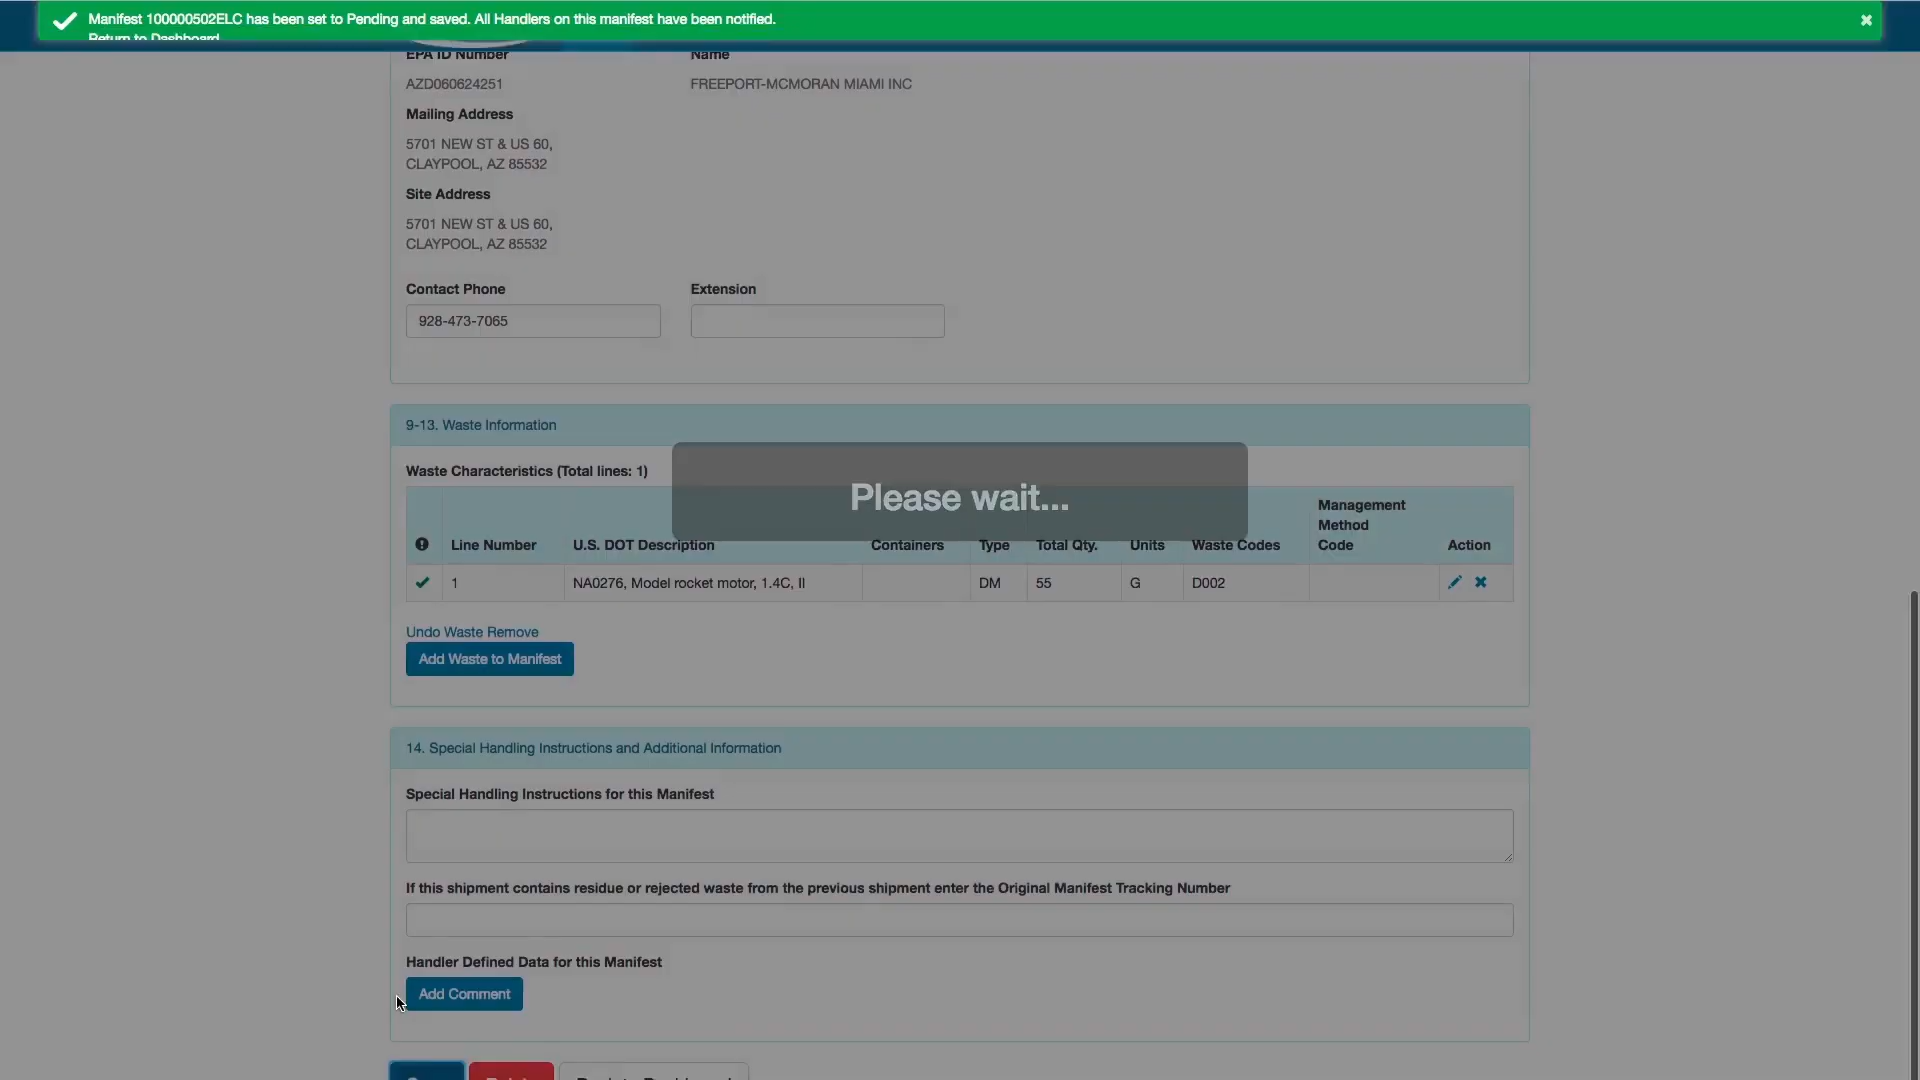 Manifest 100000502ELC has been set to Pending and saved. All Handlers on this manifest have been notified.
Return to Dashboard
EPA ID Number
Name
AZD060624251
FREEPORT-MCMORAN MIAMI INC
Mailing Address
5701 NEW ST & US 60,
CLAYPOOL, AZ 85532
Site Address
5701 NEW ST & US 60,
CLAYPOOL, AZ 85532
Contact Phone
Extension
928-473-7065
9-13. Waste Information
Waste Characteristics (Total lines: 1)
Please wait...
Line Number
U.S. DOT Description
Containers
Type
Total Qty.
Units
Waste Codes
Management
Method
Code
Action
1
NA0276, Model rocket motor, 1.4C, II
DM
55
G
D002
Undo Waste Remove
Add Waste to Manifest
14. Special Handling Instructions and Additional Information
Special Handling Instructions for this Manifest
If this shipment contains residue or rejected waste from the previous shipment enter the Original Manifest Tracking Number
Handler Defined Data for this Manifest
Add Comment